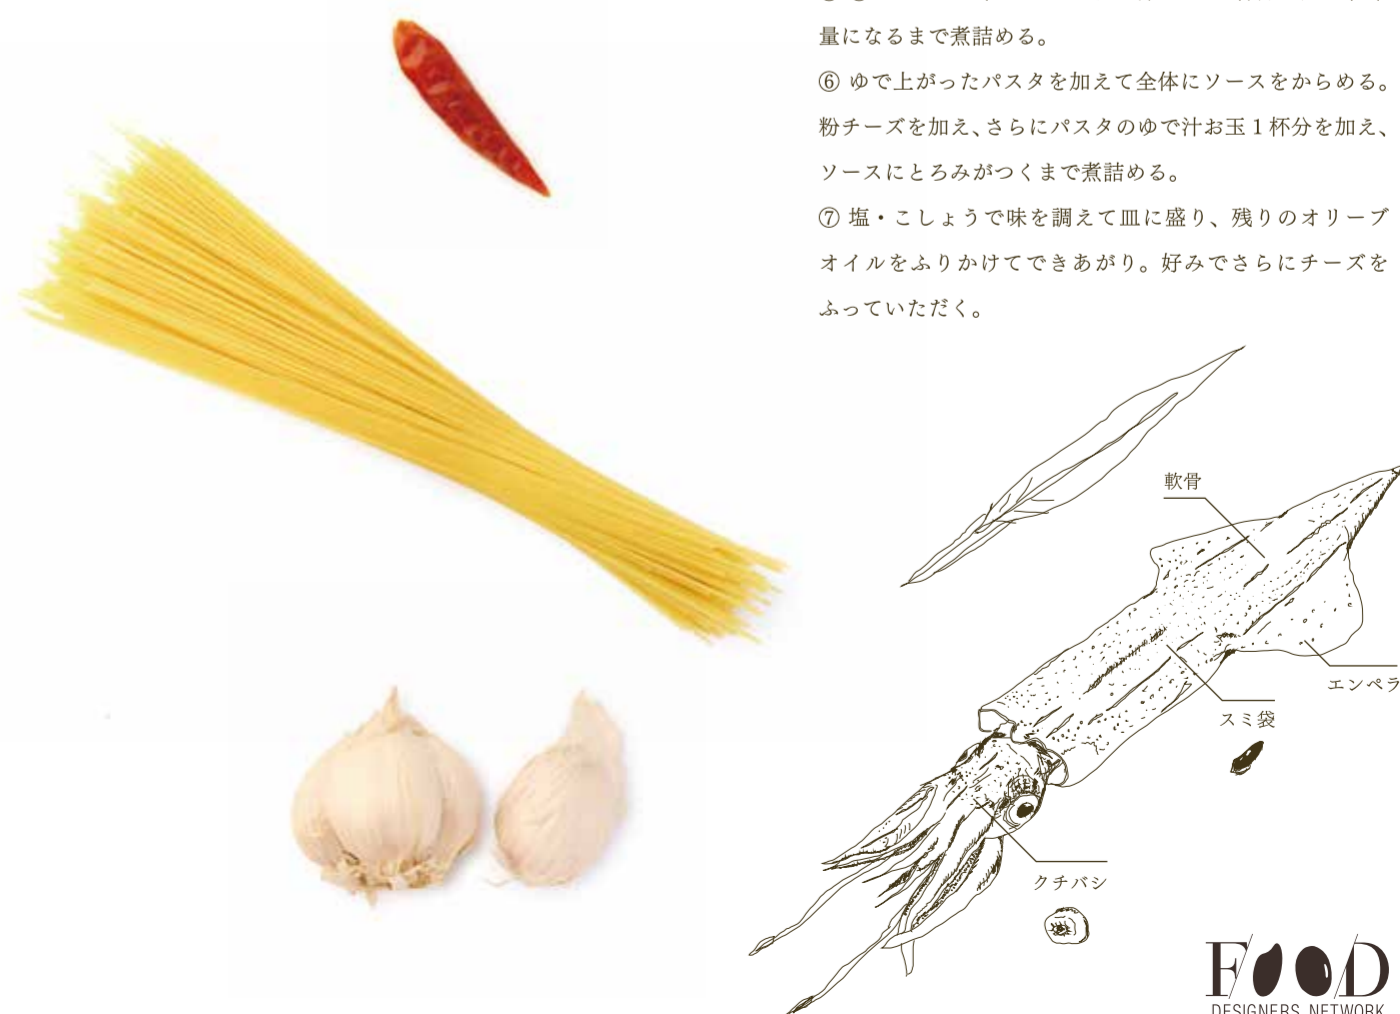 量になるまで煮詰める。
⑥ ゆで上がったパスタを加えて全体にソースをからめる。
粉チーズを加え、さらにパスタのゆで汁お玉１杯分を加え、
ソースにとろみがつくまで煮詰める。
⑦ 塩・こしょうで味を調えて皿に盛り、残りのオリーブ
オイルをふりかけてできあがり。好みでさらにチーズを
ふっていただく。
軟骨
エンペラ
スミ袋
クチバシ
FOOD
DESIGNERS NETWORK